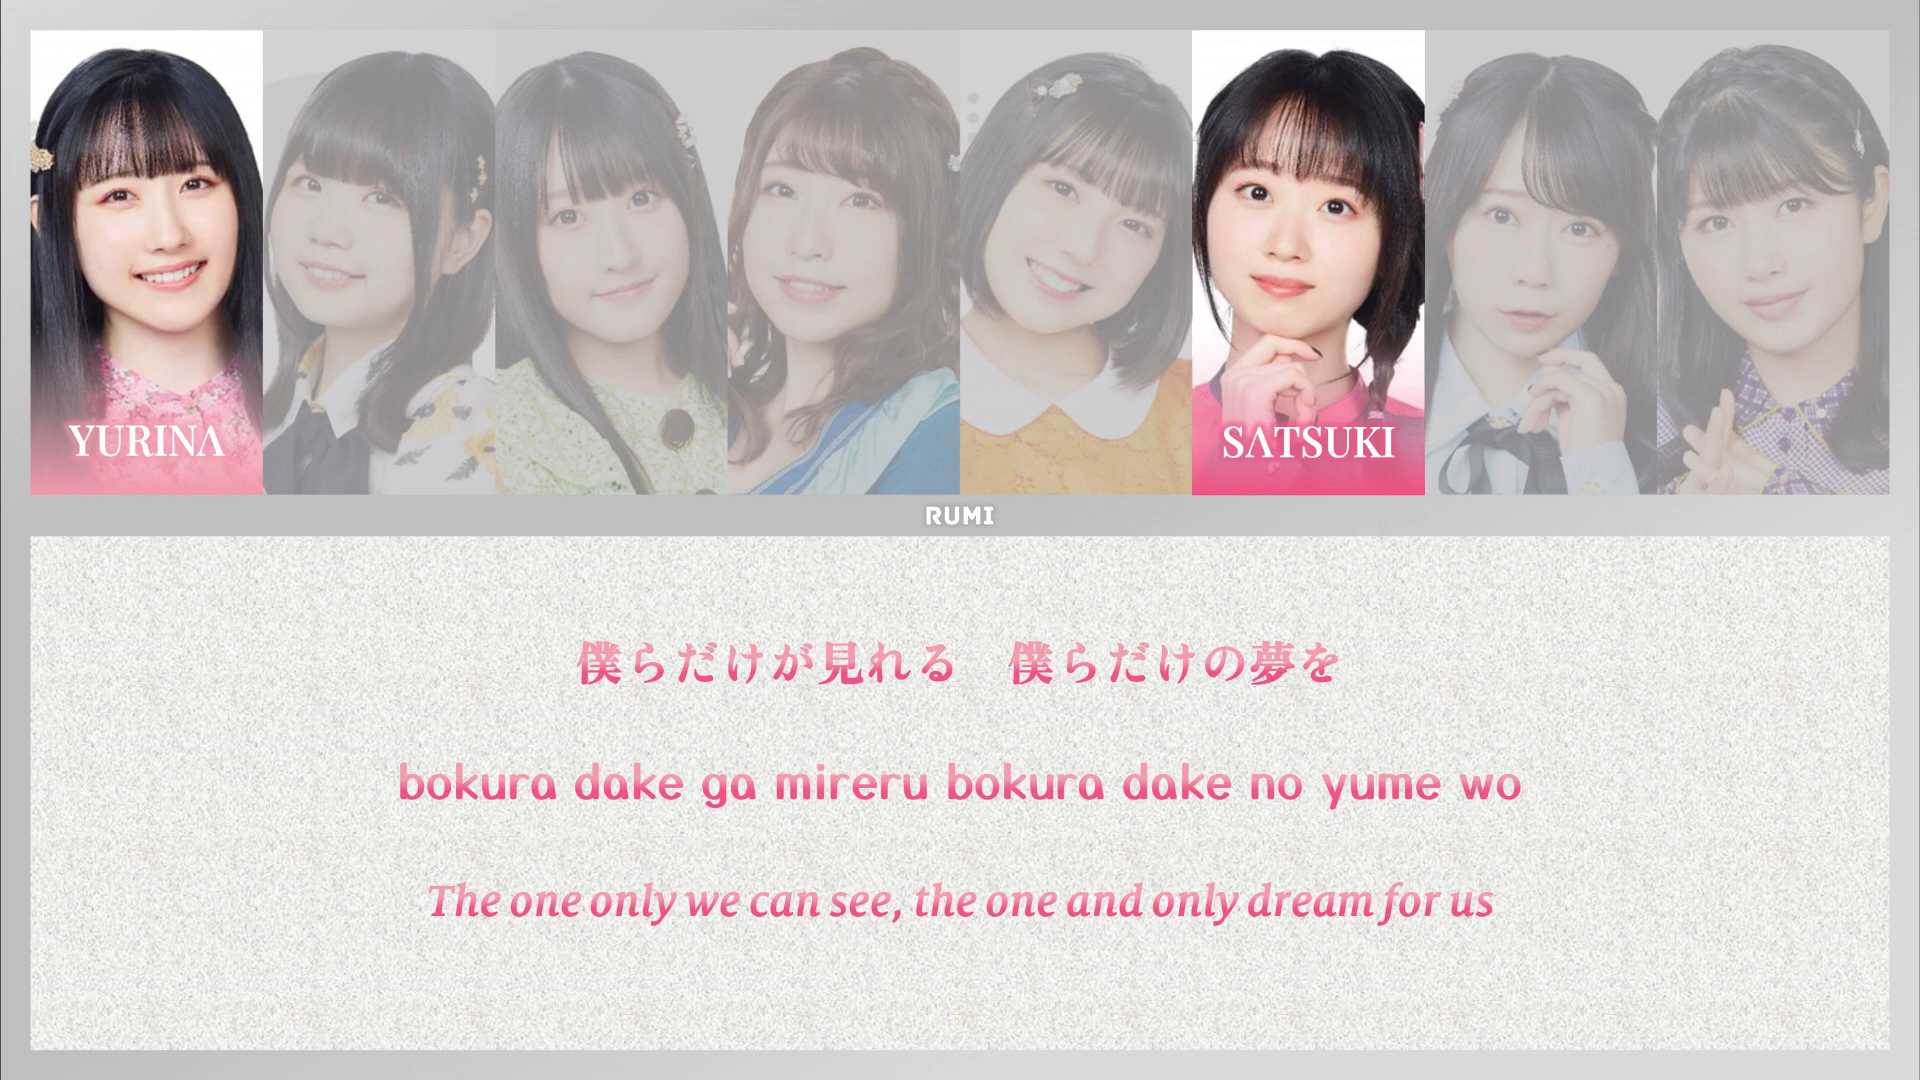 YURINA
SATSUKI
RUMI
僕らだけが見れる　僕らだけの夢を
bokura dake ga mireru bokura dake no yume wo
The one only we can see, the one and only dream for us